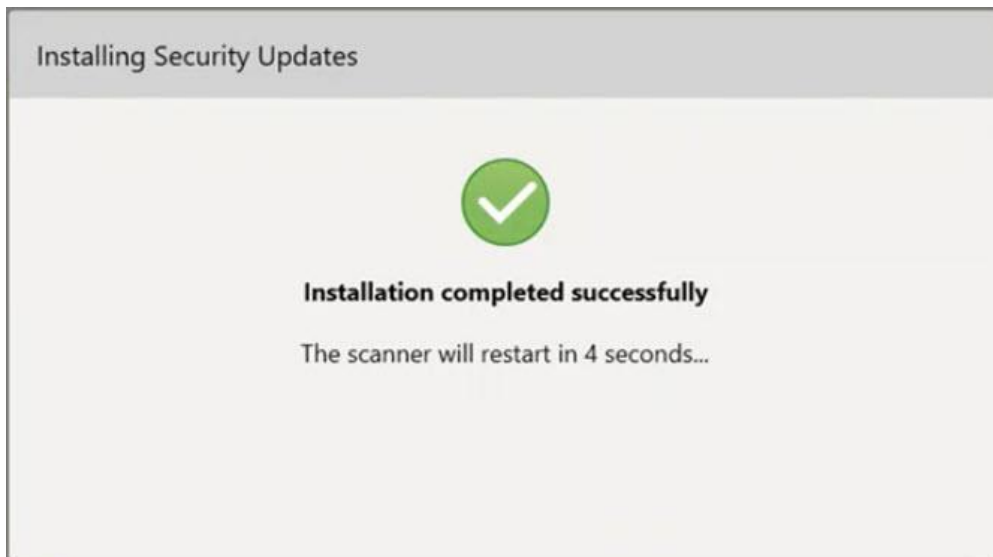 Installing Security Updates
Installation completed successfully
The scanner will restart in 4 seconds...